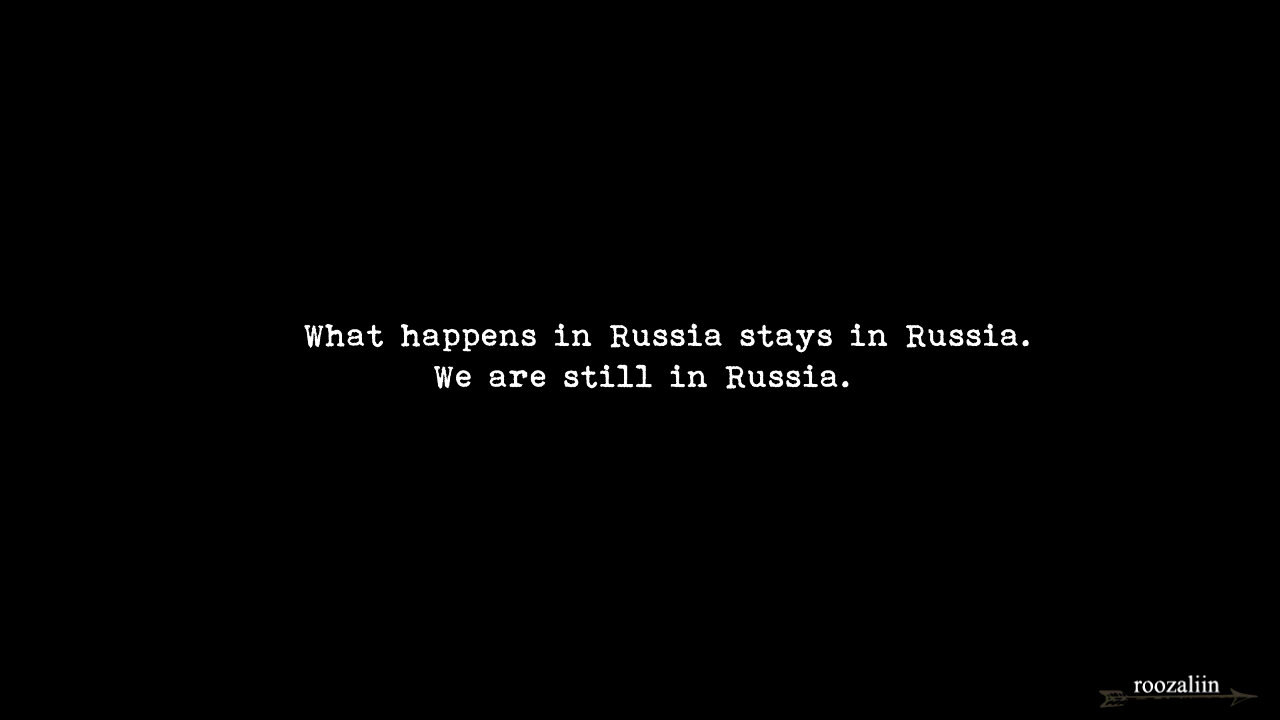 What happens in Russia stays in Russia.
We are still in Russia.
roozaliin